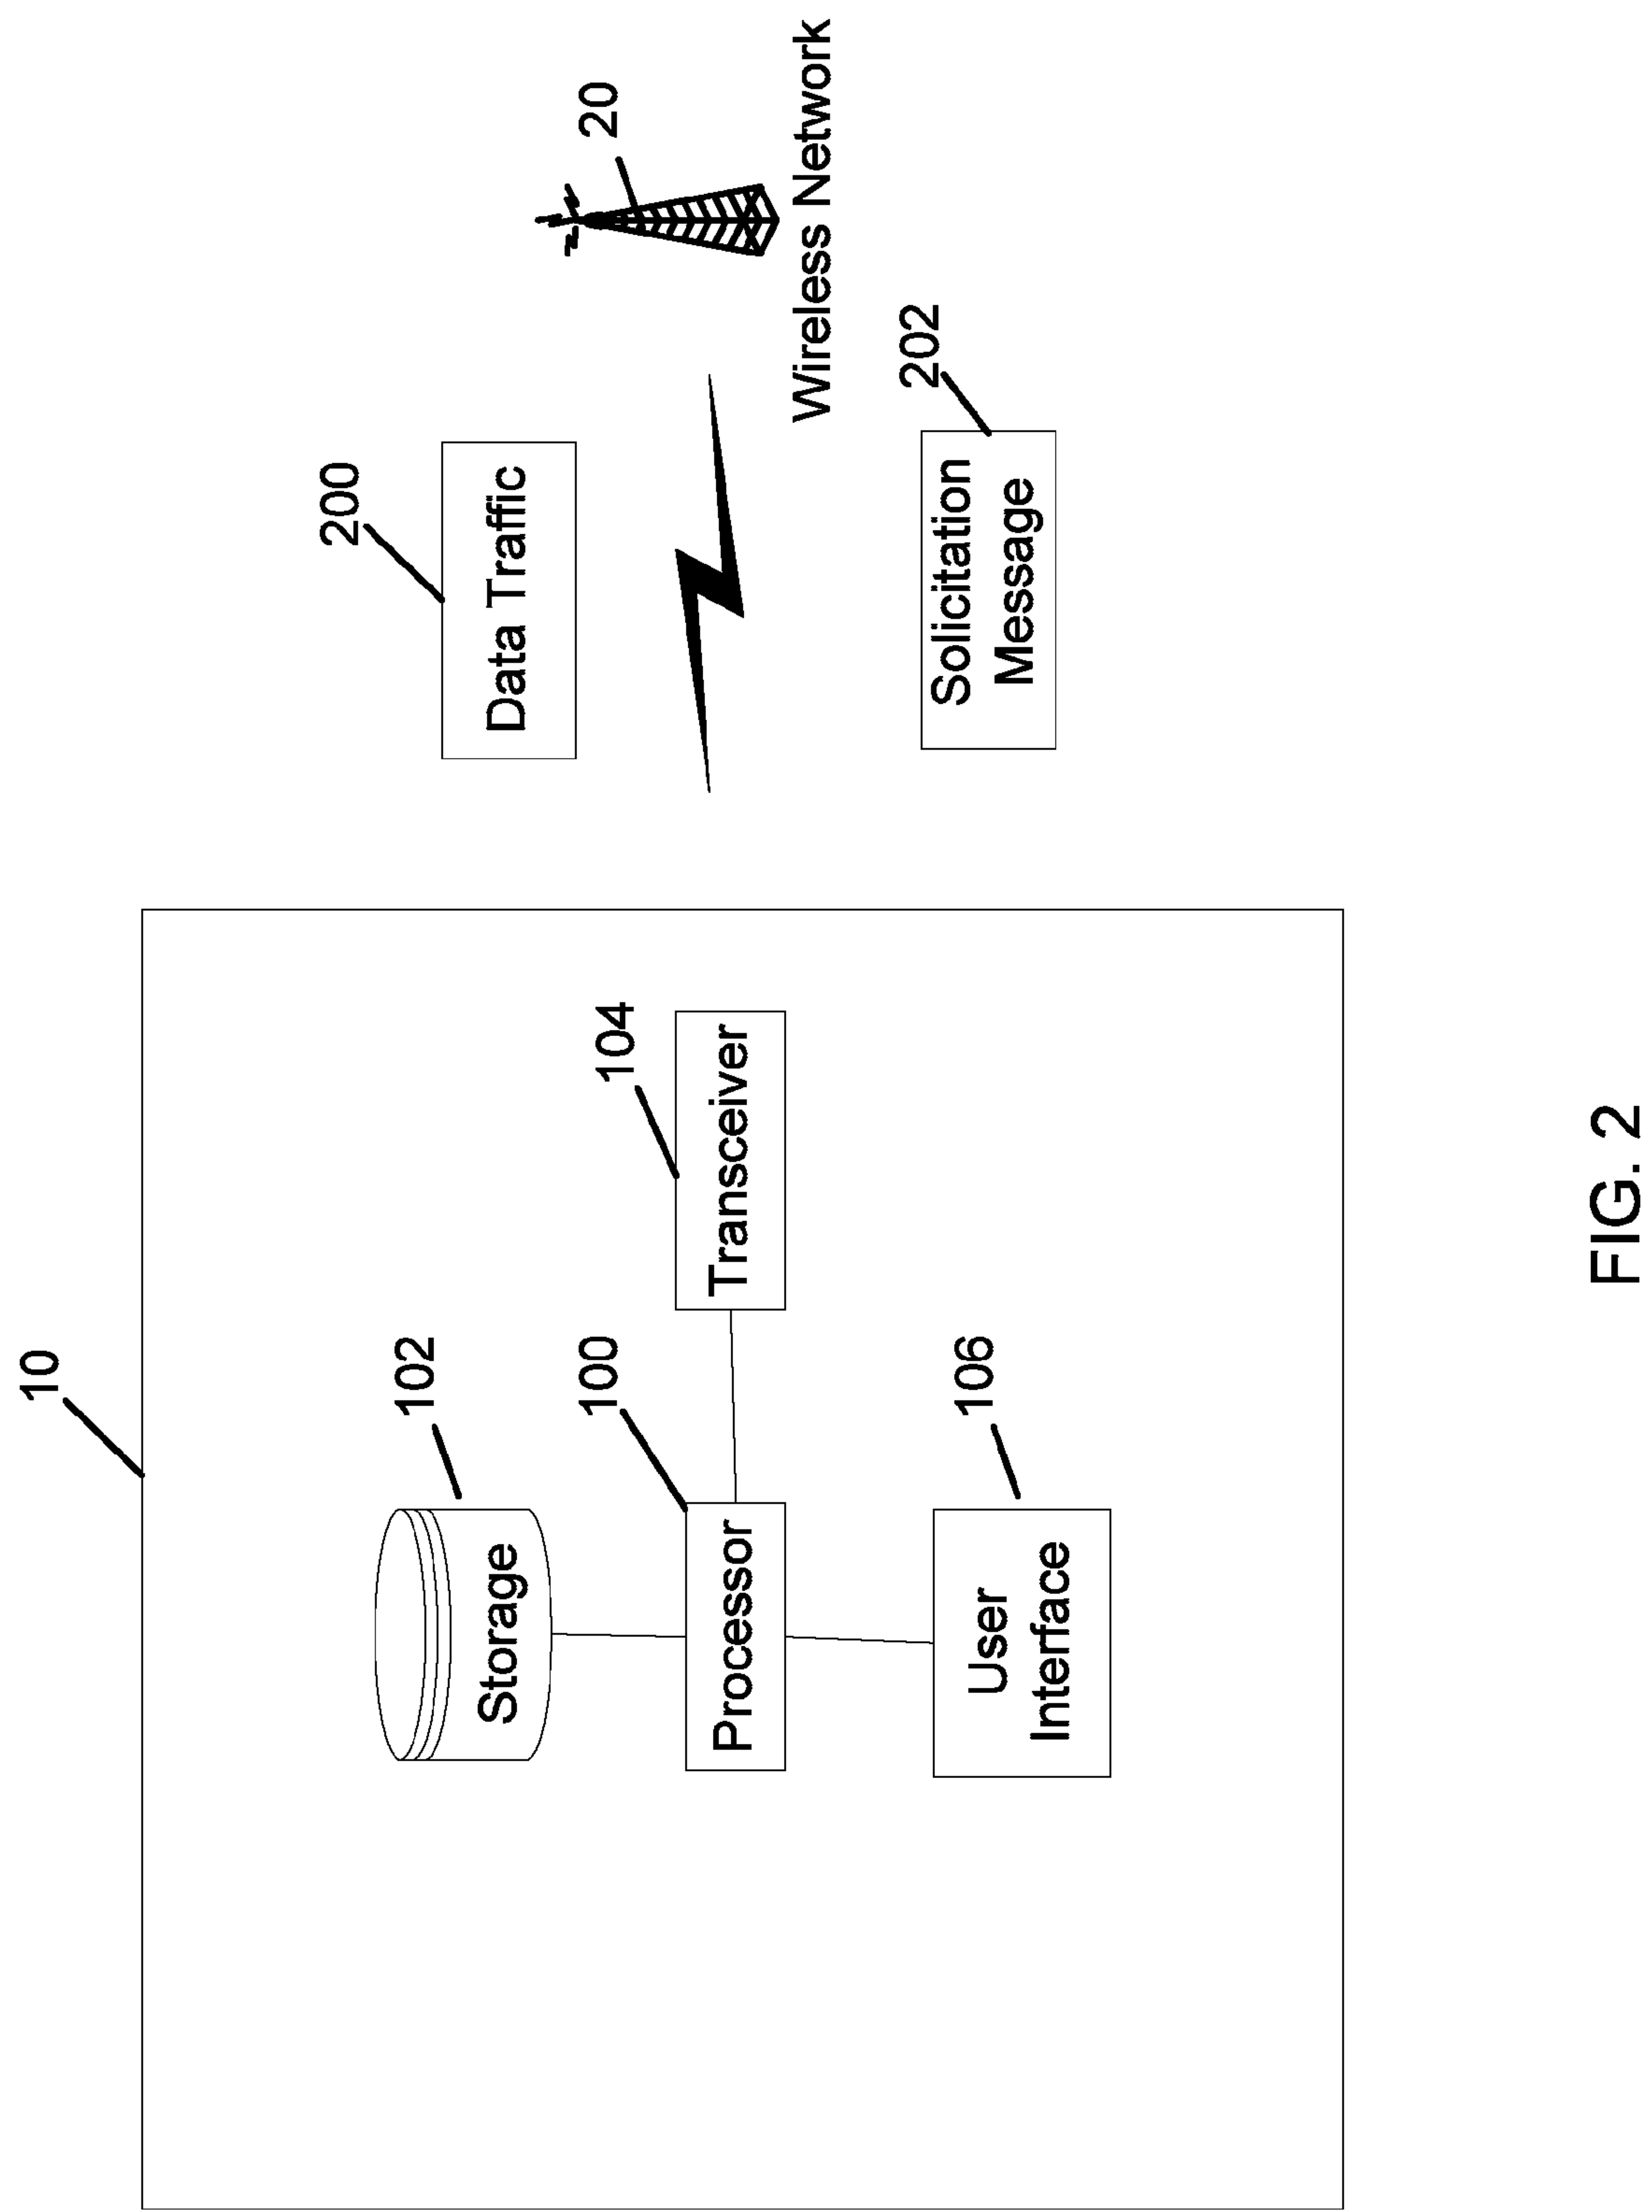 10
102
Storage
100
Processor
104
Transceiver
106
User
Interface
200
Data Traffic
20
Wireless Network
202
Solicitation
Message
FIG. 2